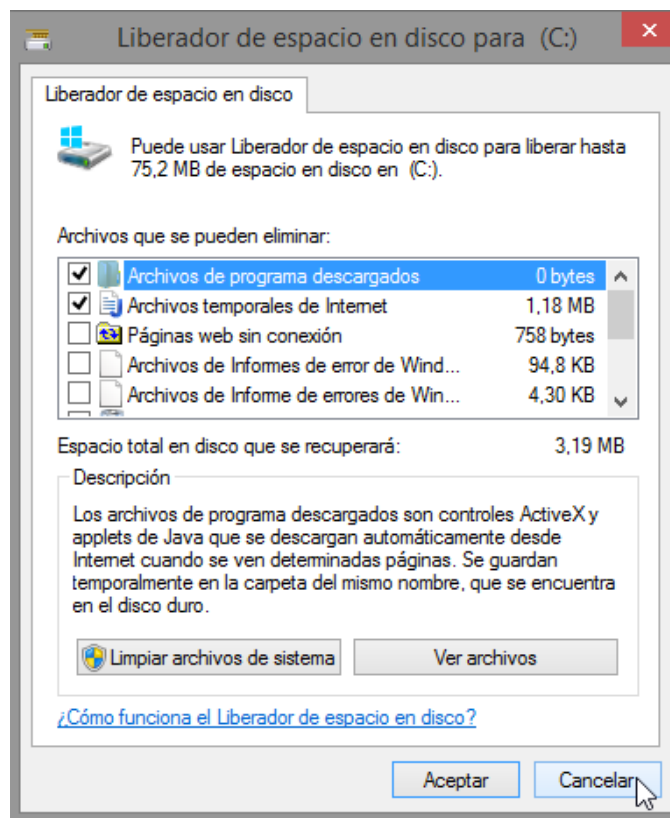 Liberador de espacio en disco para (C:)
Liberador de espacio en disco
Puede usar Liberador de espacio en disco para liberar hasta
75,2 MB de espacio en disco en (C:).
Archivos que se pueden eliminar:
Archivos de programa descargados 0 bytes
Archivos temporales de Internet 1,18 MB
Páginas web sin conexión 758 bytes
Archivos de Informes de error de Wind... 94,8 KB
Archivos de Informe de errores de Win... 4,30 KB
Espacio total en disco que se recuperará: 3,19 MB
Descripción
Los archivos de programa descargados son controles ActiveX y
applets de Java que se descargan automáticamente desde
Internet cuando se ven determinadas páginas. Se guardan
temporalmente en la carpeta del mismo nombre, que se encuentra
en el disco duro.
Limpiar archivos de sistema Ver archivos
¿Cómo funciona el Liberador de espacio en disco?
Aceptar Cancelar